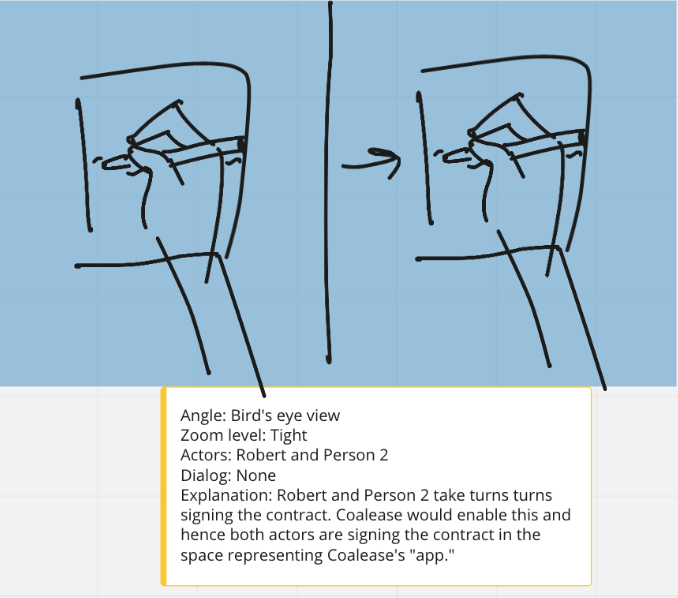 Angle: Bird's eye view
Zoom level: Tight
Actors: Robert and Person 2
Dialog: None
Explanation: Robert and Person 2 take turns turns
signing the contract. Coalease would enable this and
hence both actors are signing the contract in the
space representing Coalease's "app."